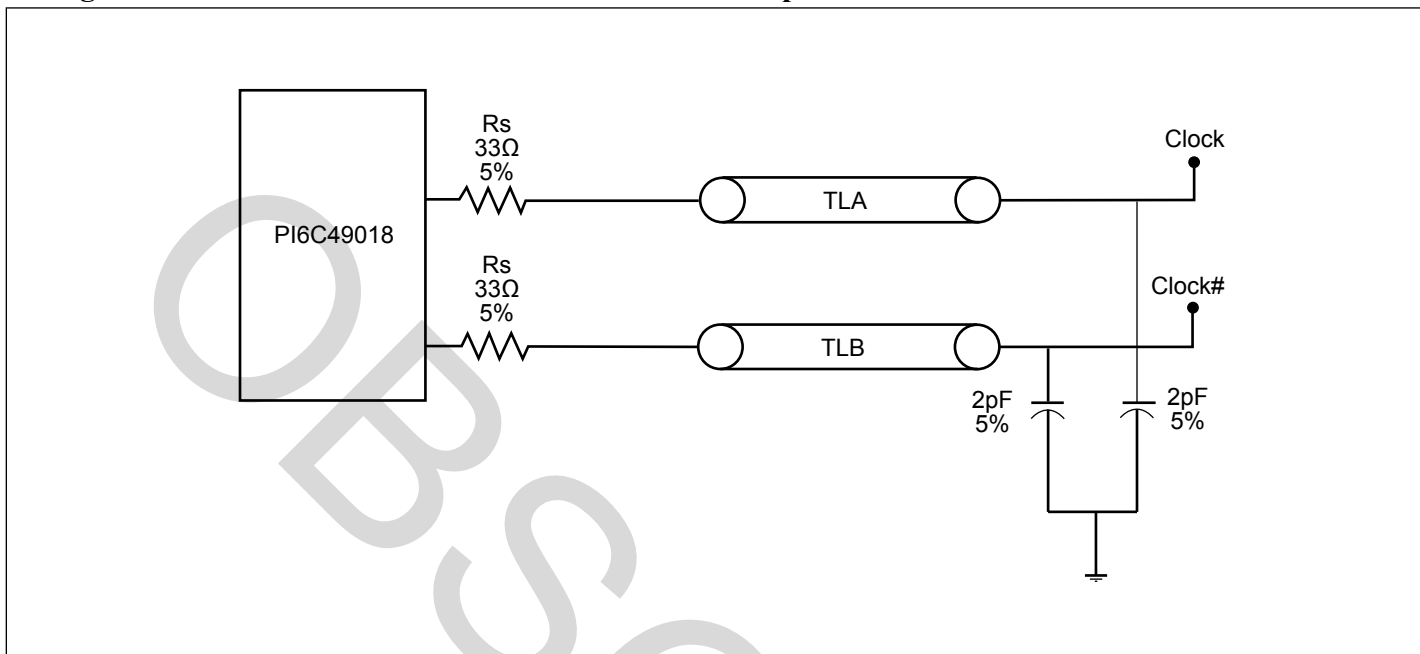 Rs
33Ω
5%
PI6C49018
TLA
Clock
Rs
33Ω
5%
TLB
Clock#
2pF
5%
2pF
5%